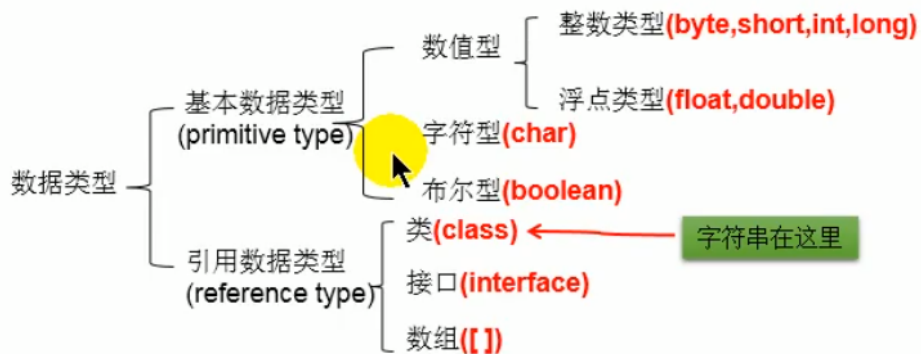 数据类型
基本数据类型
(primitive type)
数值型
整数类型(byte,short,int,long)
浮点类型(float,double)
字符型(char)
布尔型(boolean)
引用数据类型
(reference type)
类(class)
字符串在这里
接口(interface)
数组([ ])